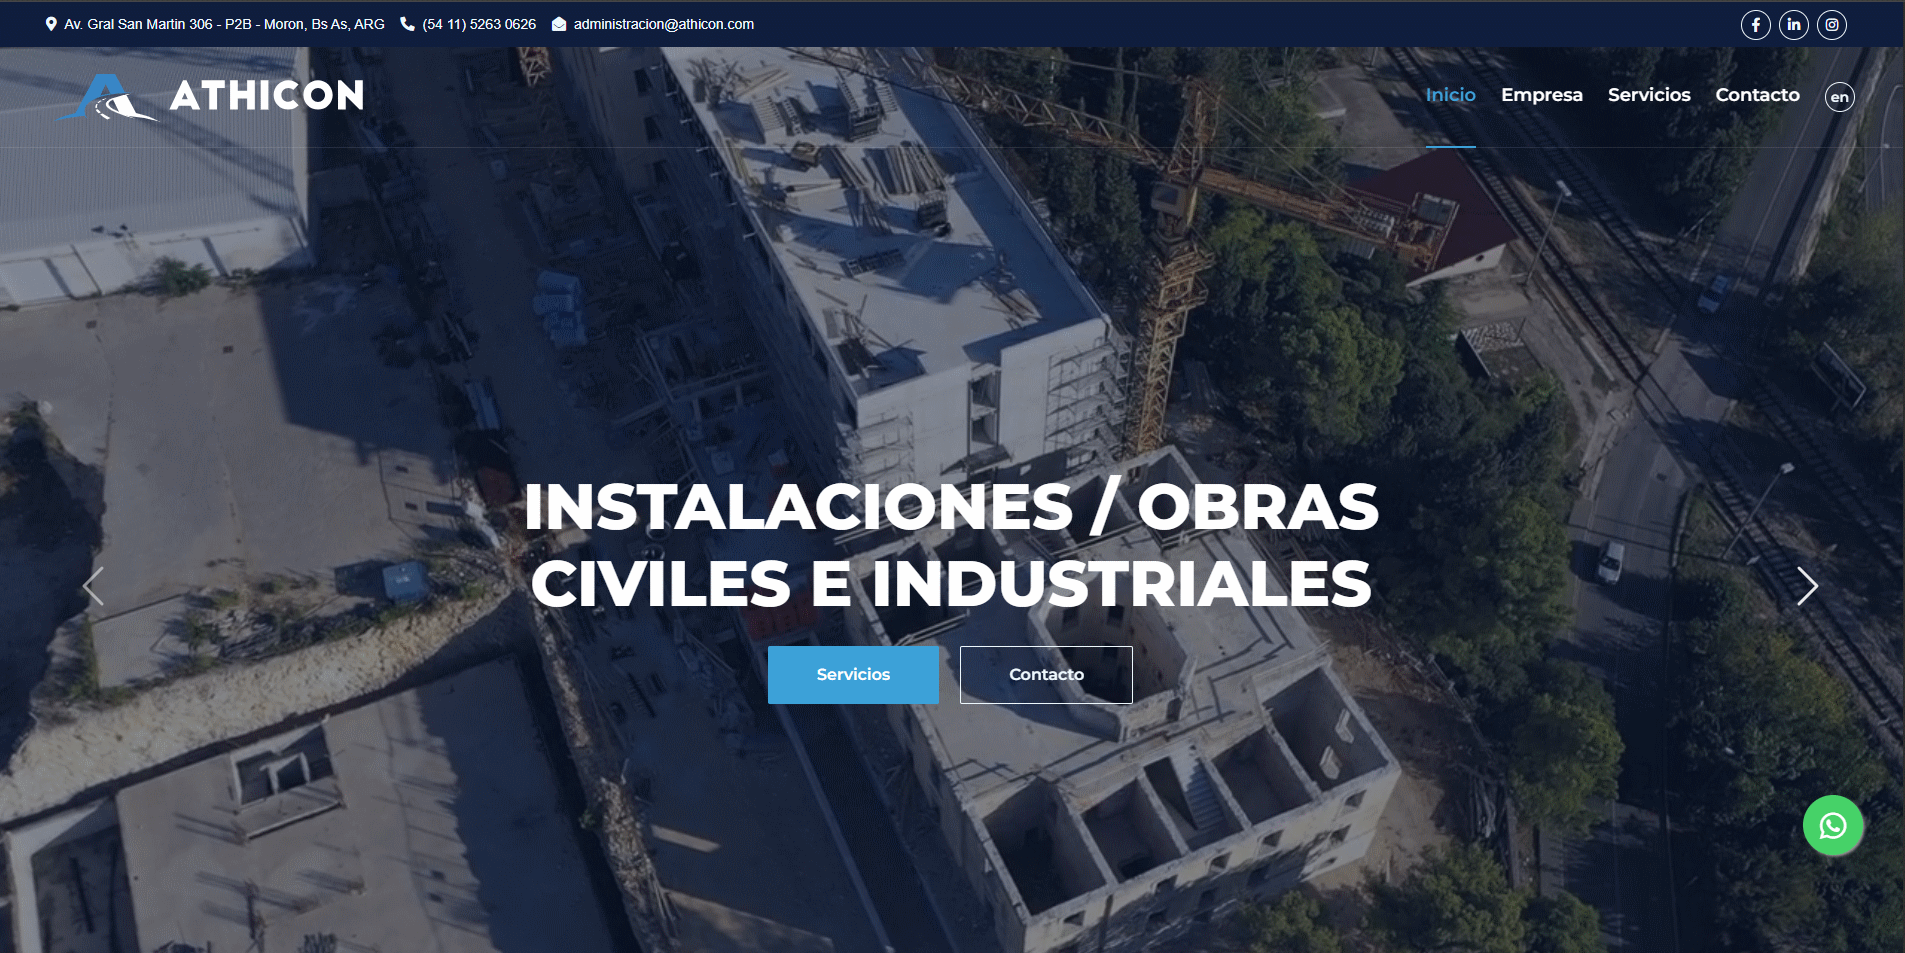 Av. Gral San Martin 306 - P2B - Moron, Bs As, ARG (54 11) 5263 0626 administracion@athicon.com
ATHICON
Inicio Empresa Servicios Contacto en
INSTALACIONES / OBRAS
CIVILES E INDUSTRIALES
Servicios Contacto